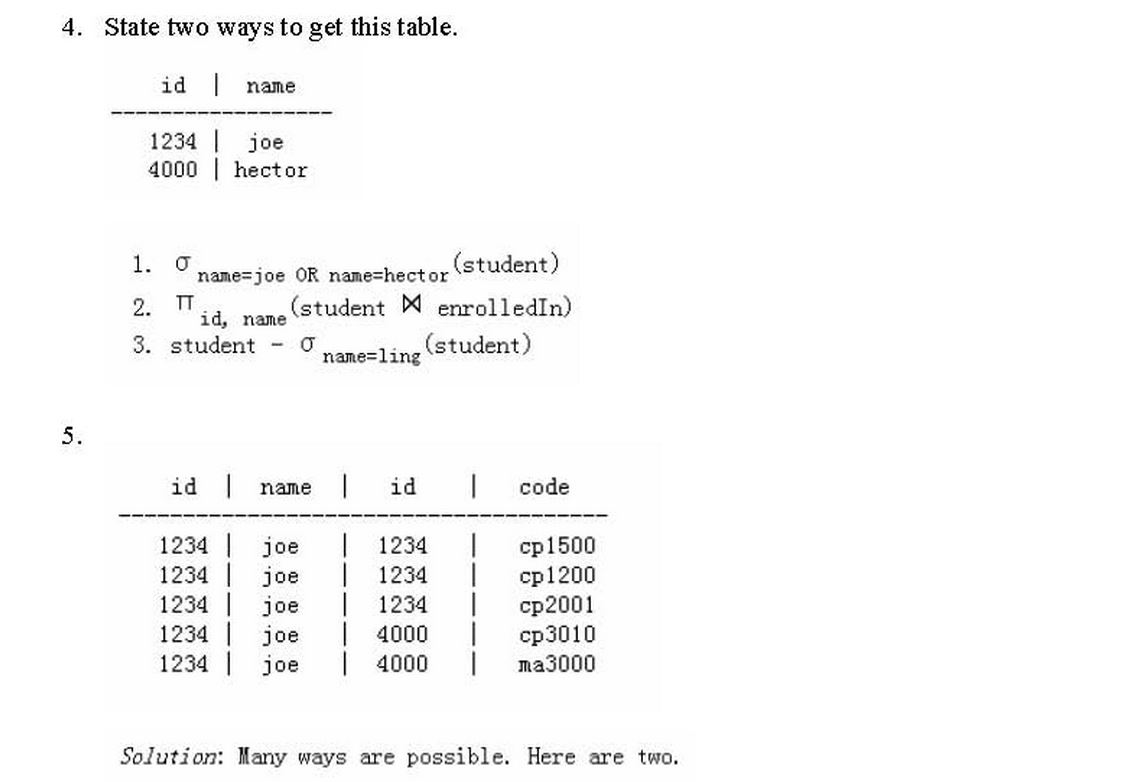 4. State two ways to get this table.
id | name
------------------
1234 | joe
4000 | hector
1. σ name=joe OR name=hector (student)
2. π id, name (student ⋈ enrolledIn)
3. student - σ name=ling (student)
5.
id | name | id | code
---------------------------------------
1234 | joe | 1234 | cp1500
1234 | joe | 1234 | cp1200
1234 | joe | 1234 | cp2001
1234 | joe | 4000 | cp3010
1234 | joe | 4000 | ma3000
Solution: Many ways are possible. Here are two.